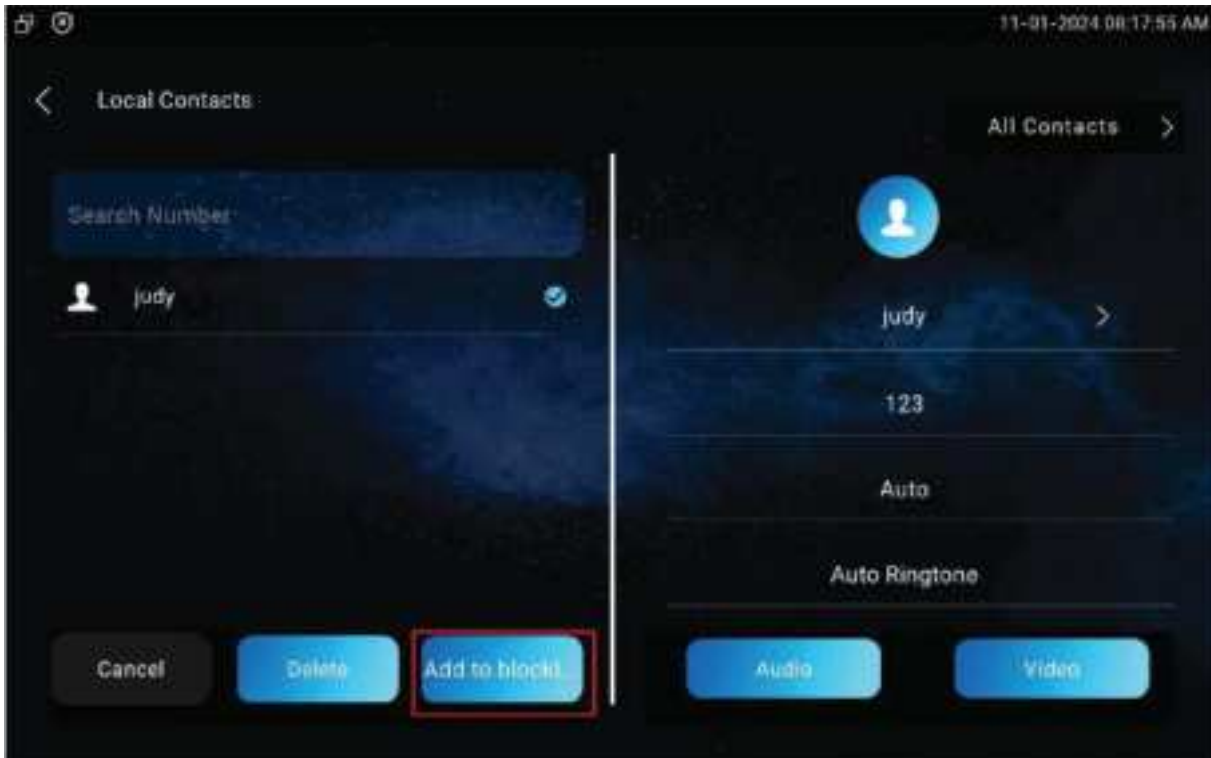 11-01-2024 08:17:55 AM
Local Contacts
All Contacts
Search Number
judy
judy
123
Auto
Auto Ringtone
Cancel
Delete
Add to blockl...
Audio
Video